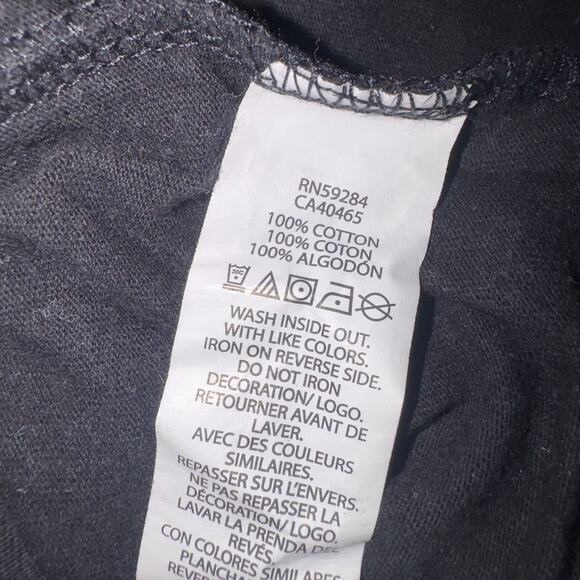 RN59284
CA40465
100% COTTON
100% COTON
100% ALGODÓN
30C
WASH INSIDE OUT.
WITH LIKE COLORS.
IRON ON REVERSE SIDE.
DO NOT IRON
DECORATION/ LOGO.
RETOURNER AVANT DE
LAVER.
AVEC DES COULEURS
SIMILAIRES.
REPASSER SUR L'ENVERS.
NE PAS REPASSER LA
DÉCORATION/ LOGO.
LAVAR LA PRENDA DEL
REVÉS
CON COLORES SIMILARES